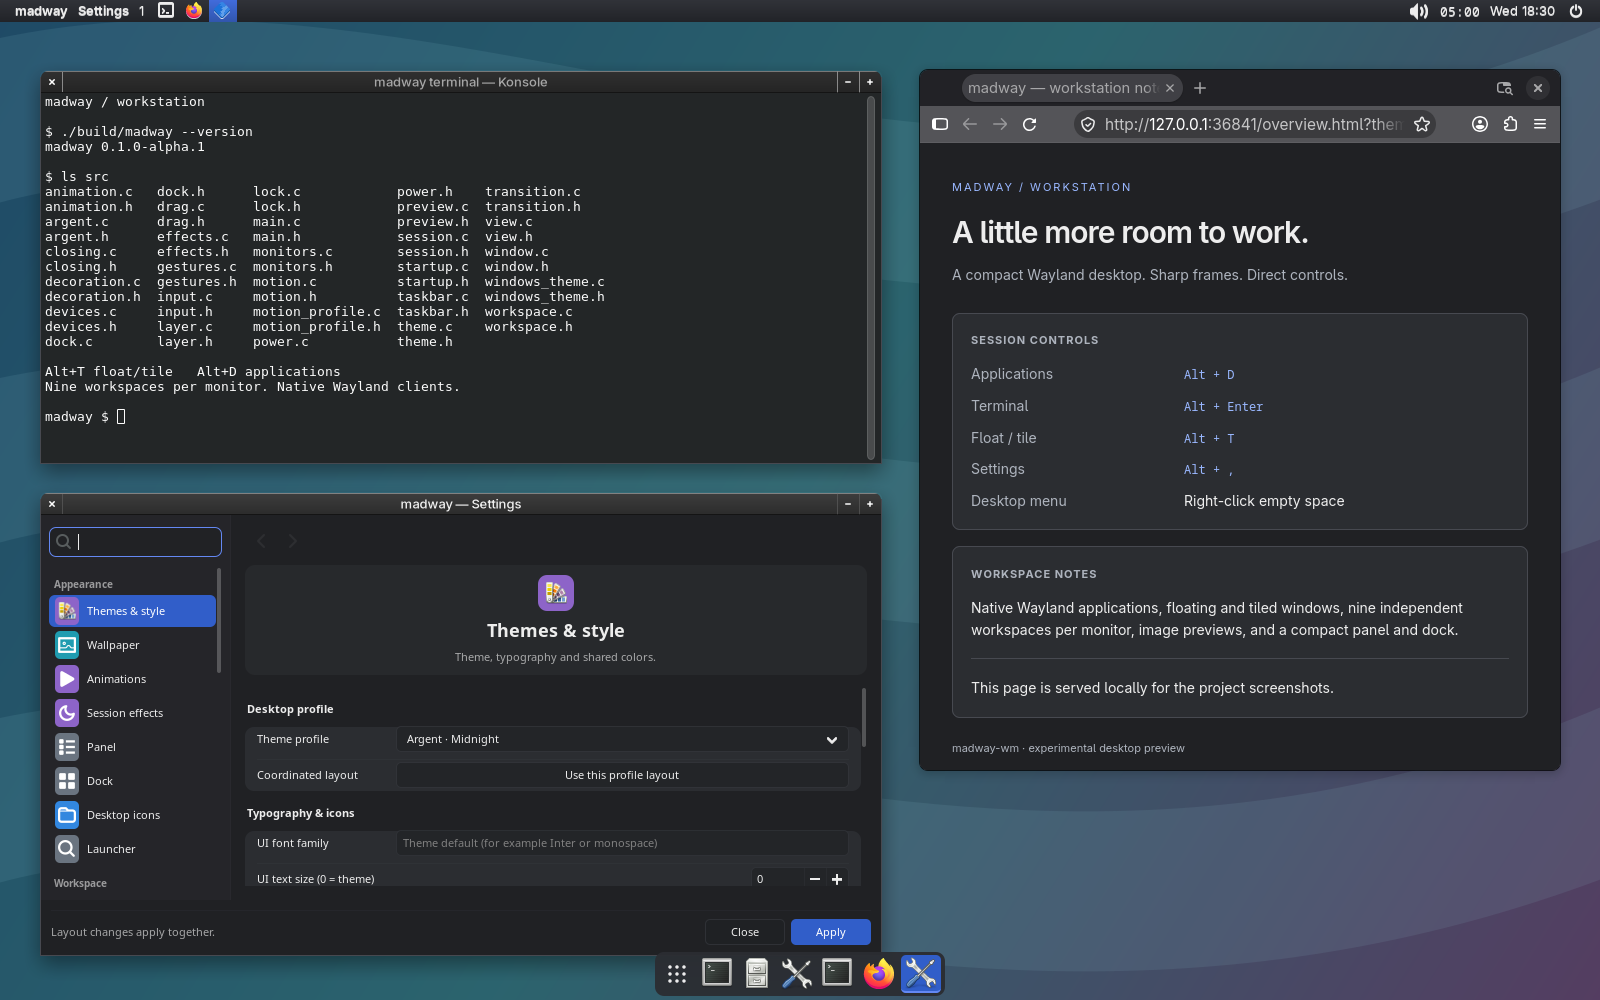 madway Settings 1
05:00 Wed 18:30
madway terminal — Konsole
madway / workstation
$ ./build/madway --version
madway 0.1.0-alpha.1
$ ls src
animation.c dock.h lock.c power.h transition.c
animation.h drag.c lock.h preview.c transition.h
argent.c drag.h main.c preview.h view.c
argent.h effects.c main.h session.c view.h
closing.c effects.h monitors.c session.h window.c
closing.h gestures.c monitors.h startup.c window.h
decoration.c gestures.h motion.c startup.h windows_theme.c
decoration.h input.c motion.h taskbar.c windows_theme.h
devices.c input.h motion_profile.c taskbar.h workspace.c
devices.h layer.c motion_profile.h theme.c workspace.h
dock.c layer.h power.c theme.h
Alt+T float/tile Alt+D applications
Nine workspaces per monitor. Native Wayland clients.
madway $
madway — Settings
Appearance
Themes & style
Wallpaper
Animations
Session effects
Panel
Dock
Desktop icons
Launcher
Workspace
Themes & style
Theme, typography and shared colors.
Desktop profile
Theme profile Argent · Midnight
Coordinated layout Use this profile layout
Typography & icons
UI font family Theme default (for example Inter or monospace)
UI text size (0 = theme) 0
Layout changes apply together.
Close Apply
madway — workstation not
http://127.0.0.1:36841/overview.html?them
MADWAY / WORKSTATION
A little more room to work.
A compact Wayland desktop. Sharp frames. Direct controls.
SESSION CONTROLS
Applications Alt + D
Terminal Alt + Enter
Float / tile Alt + T
Settings Alt + ,
Desktop menu Right-click empty space
WORKSPACE NOTES
Native Wayland applications, floating and tiled windows, nine independent
workspaces per monitor, image previews, and a compact panel and dock.
This page is served locally for the project screenshots.
madway-wm · experimental desktop preview